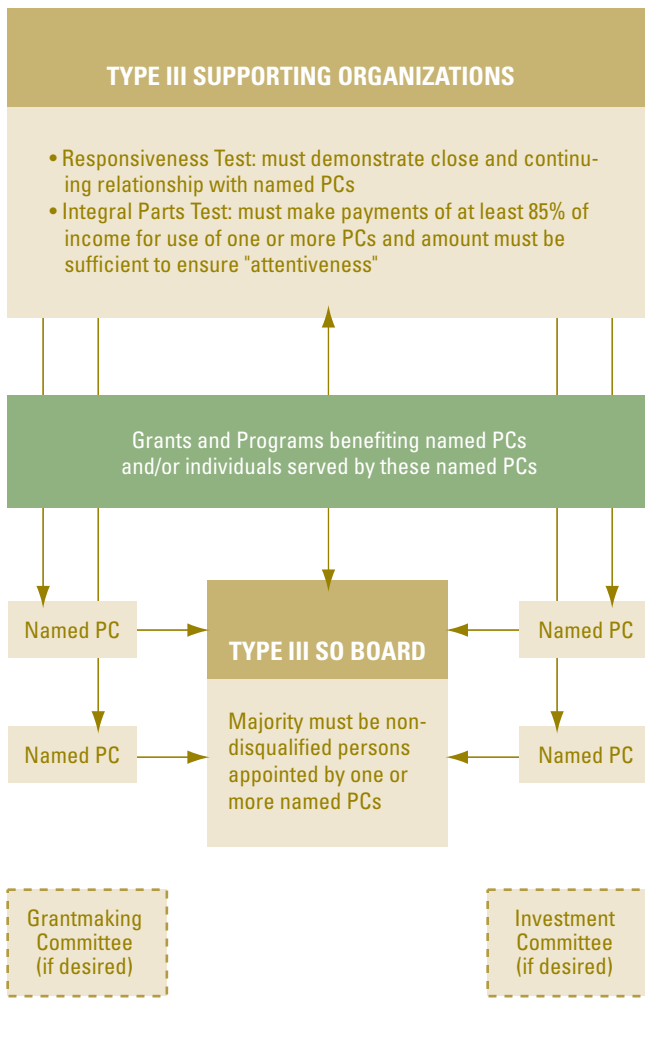 TYPE III SUPPORTING ORGANIZATIONS
• Responsiveness Test: must demonstrate close and continu-
ing relationship with named PCs
• Integral Parts Test: must make payments of at least 85% of
income for use of one or more PCs and amount must be
sufficient to ensure "attentiveness"
Grants and Programs benefiting named PCs
and/or individuals served by these named PCs
Named PC
Named PC
TYPE III SO BOARD
Majority must be non-
disqualified persons
appointed by one or
more named PCs
Named PC
Named PC
Grantmaking
Committee
(if desired)
Investment
Committee
(if desired)